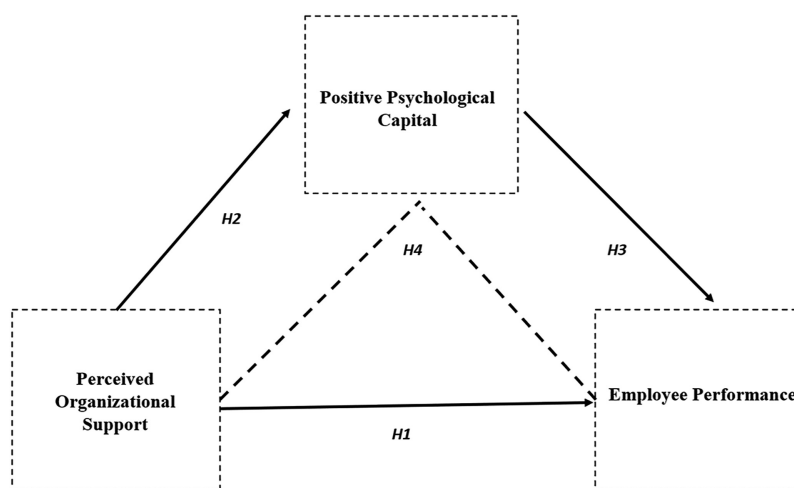 Positive Psychological
Capital
H2
H4
H3
Perceived
Organizational
Support
Employee Performance
H1